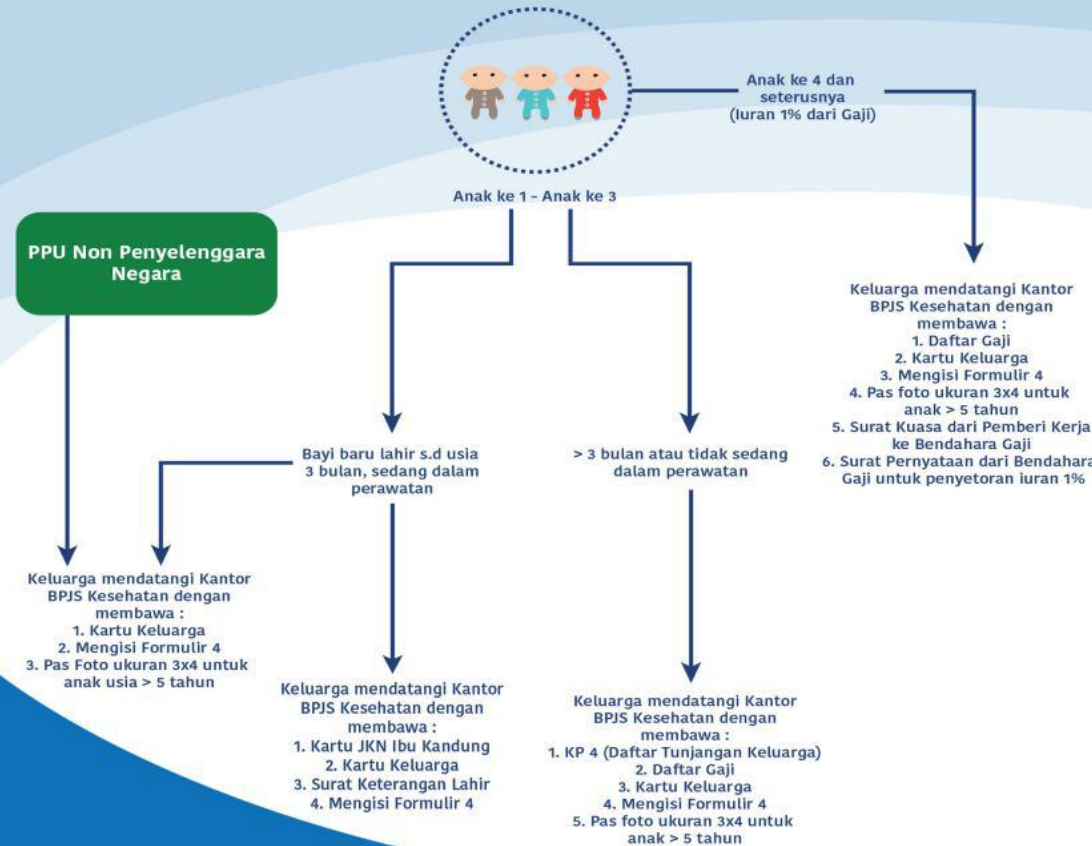 Anak ke 4 dan
seterusnya
(Iuran 1% dari Gaji)
Anak ke 1 - Anak ke 3
PPU Non Penyelenggara
Negara
Keluarga mendatangi Kantor
BPJS Kesehatan dengan
membawa :
1. Daftar Gaji
2. Kartu Keluarga
3. Mengisi Formulir 4
4. Pas foto ukuran 3x4 untuk
anak > 5 tahun
5. Surat Kuasa dari Pemberi Kerja
ke Bendahara Gaji
6. Surat Pernyataan dari Bendahara
Gaji untuk penyetoran iuran 1%
Bayi baru lahir s.d usia
3 bulan, sedang dalam
perawatan
> 3 bulan atau tidak sedang
dalam perawatan
Keluarga mendatangi Kantor
BPJS Kesehatan dengan
membawa :
1. Kartu Keluarga
2. Mengisi Formulir 4
3. Pas Foto ukuran 3x4 untuk
anak usia > 5 tahun
Keluarga mendatangi Kantor
BPJS Kesehatan dengan
membawa :
1. Kartu JKN Ibu Kandung
2. Kartu Keluarga
3. Surat Keterangan Lahir
4. Mengisi Formulir 4
Keluarga mendatangi Kantor
BPJS Kesehatan dengan
membawa :
1. KP 4 (Daftar Tunjangan Keluarga)
2. Daftar Gaji
3. Kartu Keluarga
4. Mengisi Formulir 4
5. Pas foto ukuran 3x4 untuk
anak > 5 tahun